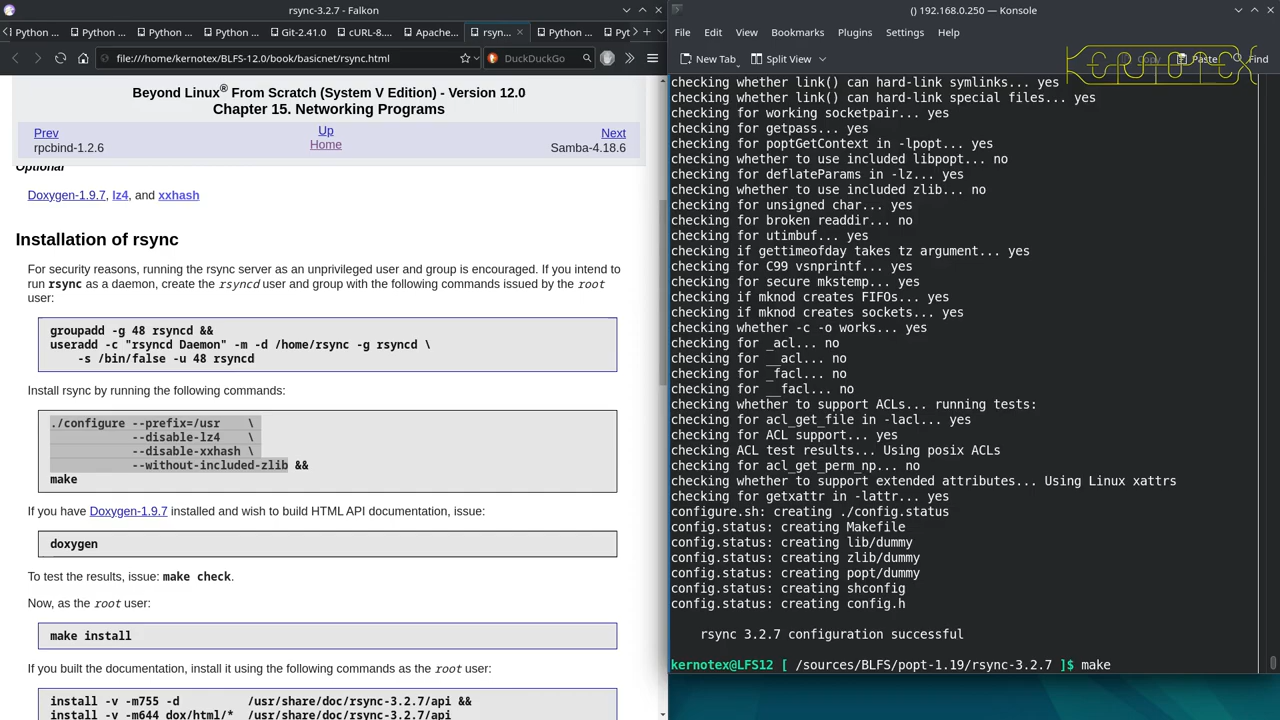 rsync-3.2.7 - Falkon
Python ... Python ... Python ... Python ... Git-2.41.0 cURL-8.... Apache... rsyn... Python ... Pyt
file:///home/kernotex/BLFS-12.0/book/basicnet/rsync.html DuckDuckGo
Beyond Linux® From Scratch (System V Edition) - Version 12.0
Chapter 15. Networking Programs
Prev Up Next
rpcbind-1.2.6 Home Samba-4.18.6
Optional
Doxygen-1.9.7, lz4, and xxhash
Installation of rsync
For security reasons, running the rsync server as an unprivileged user and group is encouraged. If you intend to
run rsync as a daemon, create the rsyncd user and group with the following commands issued by the root
user:
groupadd -g 48 rsyncd &&
useradd -c "rsyncd Daemon" -m -d /home/rsync -g rsyncd \
-s /bin/false -u 48 rsyncd
Install rsync by running the following commands:
./configure --prefix=/usr \
--disable-lz4 \
--disable-xxhash \
--without-included-zlib &&
make
If you have Doxygen-1.9.7 installed and wish to build HTML API documentation, issue:
doxygen
To test the results, issue: make check.
Now, as the root user:
make install
If you built the documentation, install it using the following commands as the root user:
install -v -m755 -d /usr/share/doc/rsync-3.2.7/api &&
install -v -m644 dox/html/* /usr/share/doc/rsync-3.2.7/api
() 192.168.0.250 — Konsole
File Edit View Bookmarks Plugins Settings Help
New Tab Split View Copy Paste Find
KernoteX
checking whether link() can hard-link symlinks... yes
checking whether link() can hard-link special files... yes
checking for working socketpair... yes
checking for getpass... yes
checking for poptGetContext in -lpopt... yes
checking whether to use included libpopt... no
checking for deflateParams in -lz... yes
checking whether to use included zlib... no
checking for unsigned char... yes
checking for broken readdir... no
checking for utimbuf... yes
checking if gettimeofday takes tz argument... yes
checking for C99 vsnprintf... yes
checking for secure mkstemp... yes
checking if mknod creates FIFOs... yes
checking if mknod creates sockets... yes
checking whether -c -o works... yes
checking for _acl... no
checking for __acl... no
checking for _facl... no
checking for __facl... no
checking whether to support ACLs... running tests:
checking for acl_get_file in -lacl... yes
checking for ACL support... yes
checking ACL test results... Using posix ACLs
checking for acl_get_perm_np... no
checking whether to support extended attributes... Using Linux xattrs
checking for getxattr in -lattr... yes
configure.sh: creating ./config.status
config.status: creating Makefile
config.status: creating lib/dummy
config.status: creating zlib/dummy
config.status: creating popt/dummy
config.status: creating shconfig
config.status: creating config.h
rsync 3.2.7 configuration successful
kernotex@LFS12 [ /sources/BLFS/popt-1.19/rsync-3.2.7 ]$ make